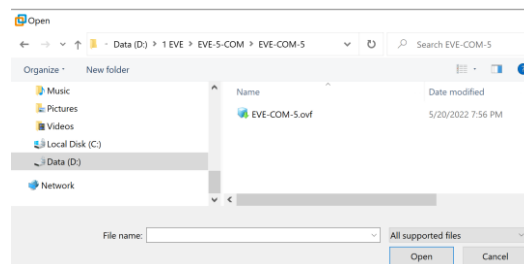 Open
Data (D:) > 1 EVE > EVE-5-COM > EVE-COM-5
Search EVE-COM-5
Organize
New folder
Music
Pictures
Videos
Local Disk (C:)
Data (D:)
Network
Name
Date modified
EVE-COM-5.ovf
5/20/2022 7:56 PM
File name:
All supported files
Open
Cancel